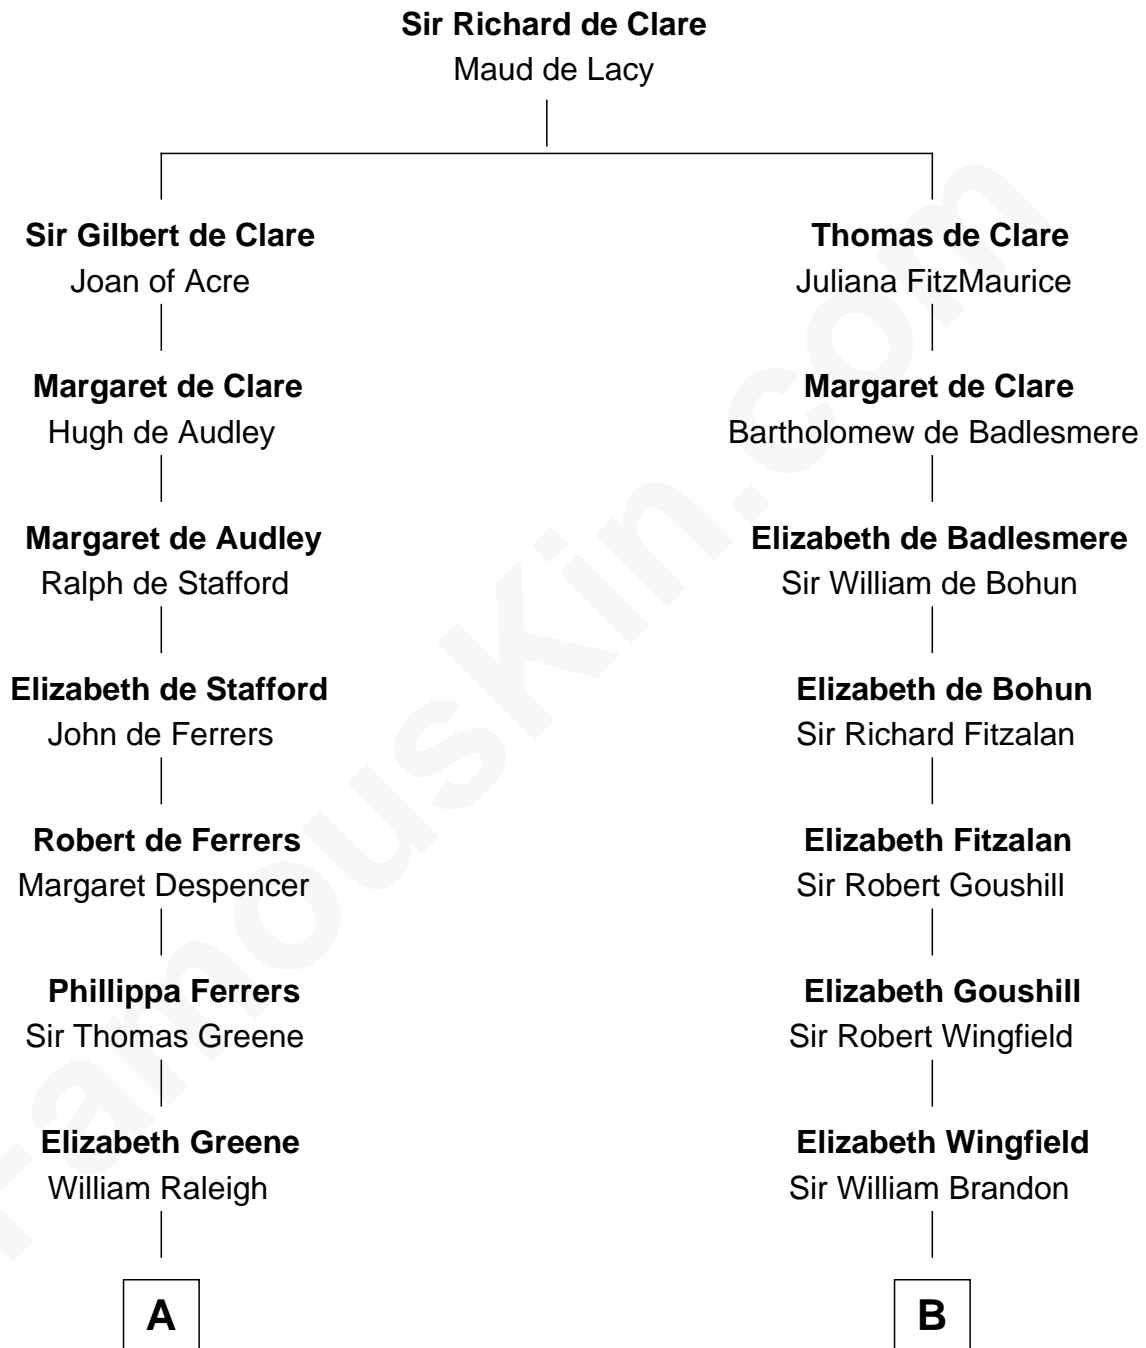 Sir Richard de Clare
Maud de Lacy
Sir Gilbert de Clare
Joan of Acre
Thomas de Clare
Juliana FitzMaurice
Margaret de Clare
Hugh de Audley
Margaret de Clare
Bartholomew de Badlesmere
Margaret de Audley
Ralph de Stafford
Elizabeth de Badlesmere
Sir William de Bohun
Elizabeth de Stafford
John de Ferrers
Elizabeth de Bohun
Sir Richard Fitzalan
Robert de Ferrers
Margaret Despencer
Elizabeth Fitzalan
Sir Robert Goushill
Phillippa Ferrers
Sir Thomas Greene
Elizabeth Goushill
Sir Robert Wingfield
Elizabeth Greene
William Raleigh
Elizabeth Wingfield
Sir William Brandon
A
B
FamousKin.com